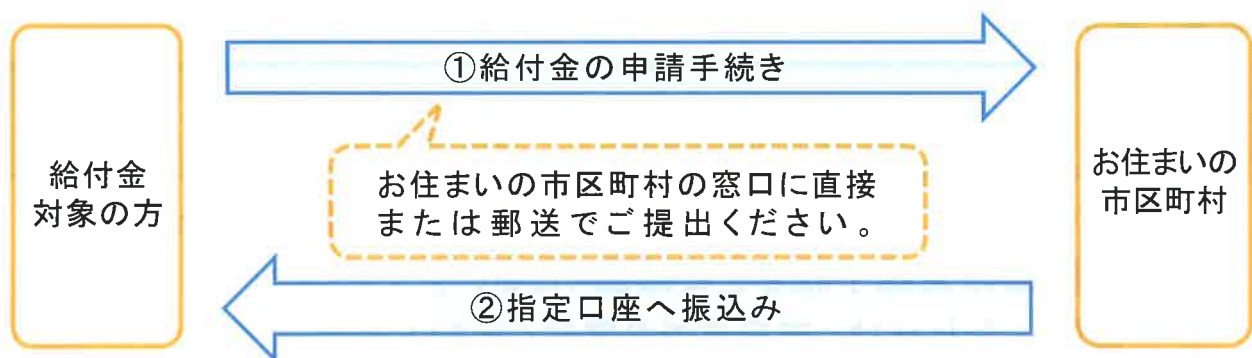 給付金
対象の方
①給付金の申請手続き
お住まいの市区町村の窓口に直接
または郵送でご提出ください。
②指定口座へ振込み
お住まいの
市区町村